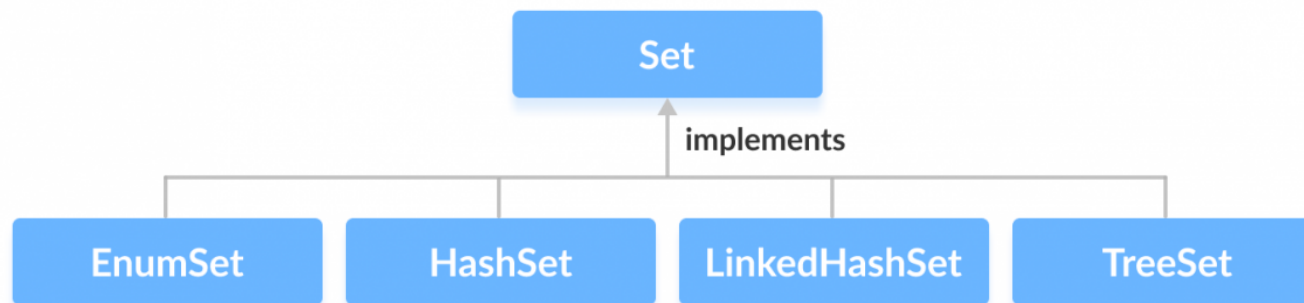 Set
implements
EnumSet
HashSet
LinkedHashSet
TreeSet